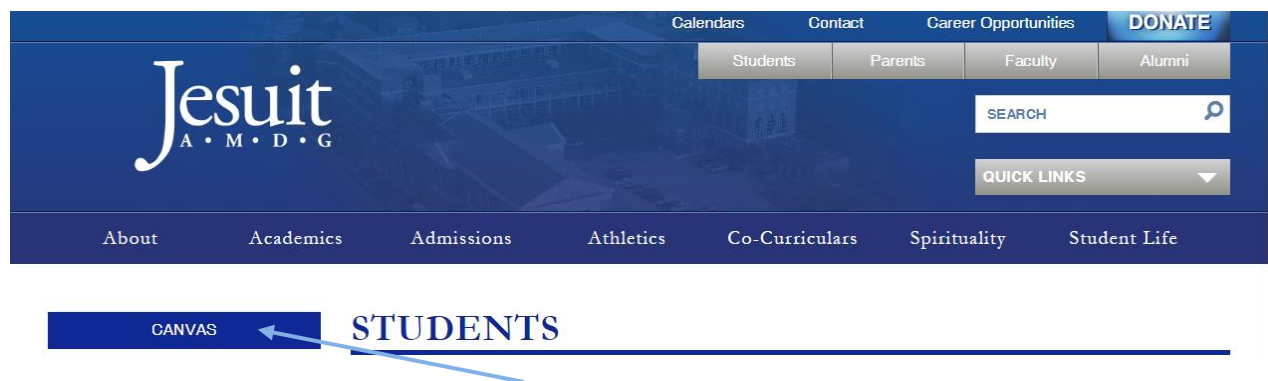 Calendars Contact Career Opportunities DONATE
Students Parents Faculty Alumni
Jesuit
A • M • D • G
SEARCH
QUICK LINKS
About Academics Admissions Athletics Co-Curriculars Spirituality Student Life
CANVAS
STUDENTS